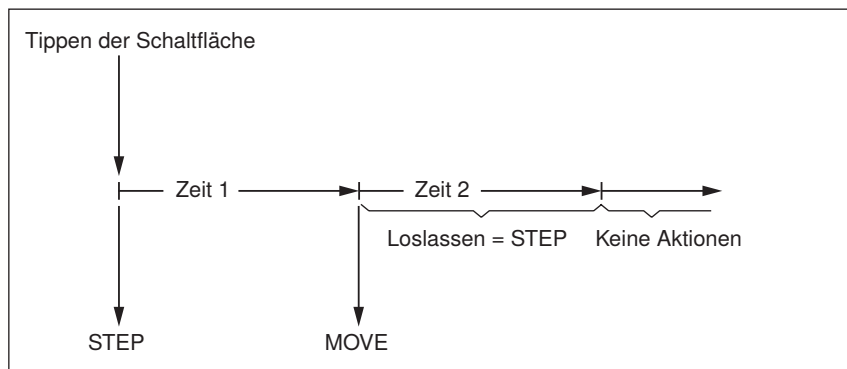 Tippen der Schaltfläche
Zeit 1
Zeit 2
Loslassen = STEP
Keine Aktionen
STEP
MOVE